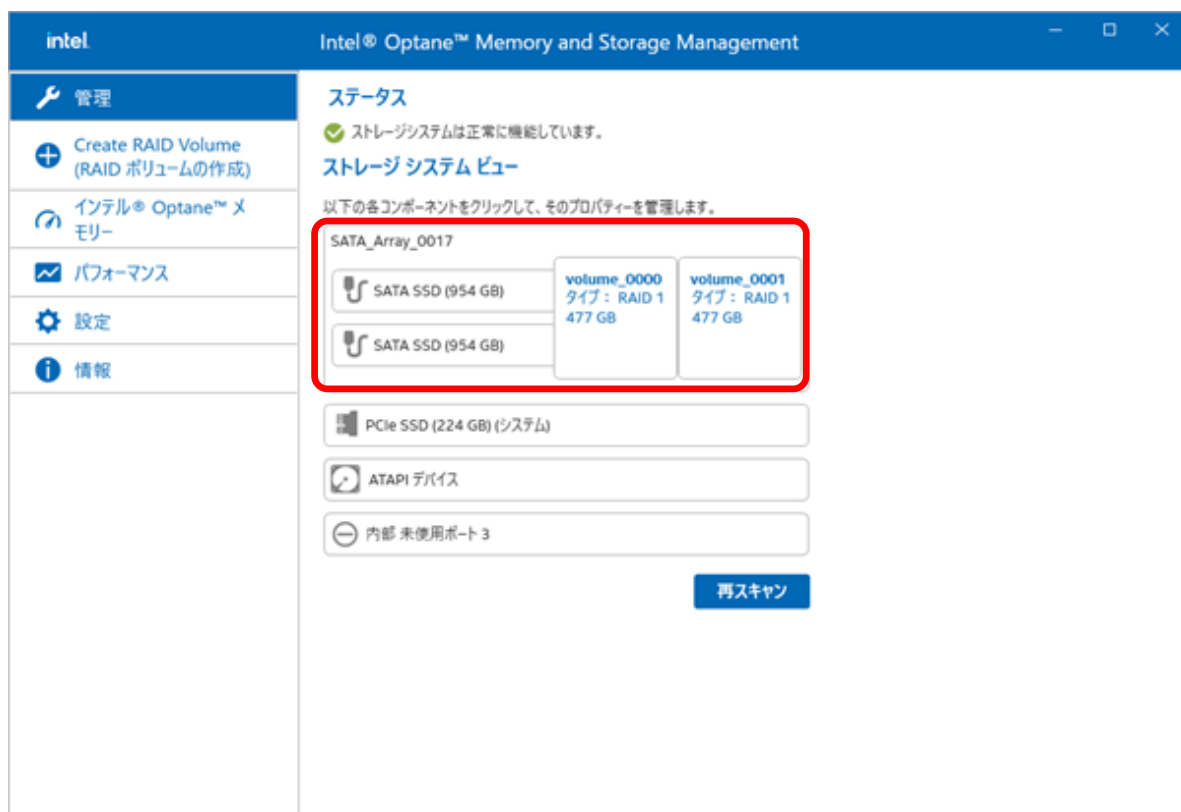 intel
Intel® Optane™ Memory and Storage Management
管理
Create RAID Volume
(RAID ボリュームの作成)
インテル® Optane™ メ
モリー
パフォーマンス
設定
情報
ステータス
ストレージシステムは正常に機能しています。
ストレージ システム ビュー
以下の各コンポーネントをクリックして、そのプロパティーを管理します。
SATA_Array_0017
SATA SSD (954 GB)
SATA SSD (954 GB)
volume_0000
タイプ： RAID 1
477 GB
volume_0001
タイプ： RAID 1
477 GB
PCIe SSD (224 GB) (システム)
ATAPI デバイス
内部 未使用ポート 3
再スキャン